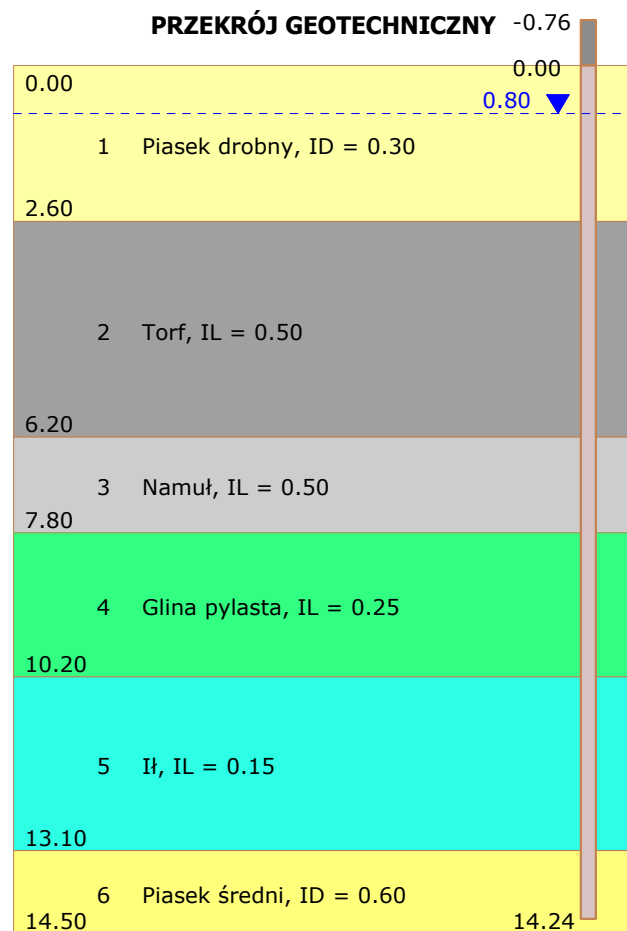 PRZEKRÓJ GEOTECHNICZNY -0.76
0.00
0.00
0.80
1 Piasek drobny, ID = 0.30
2.60
2 Torf, IL = 0.50
6.20
3 Namuł, IL = 0.50
7.80
4 Glina pylasta, IL = 0.25
10.20
5 Ił, IL = 0.15
13.10
6 Piasek średni, ID = 0.60
14.50 14.24